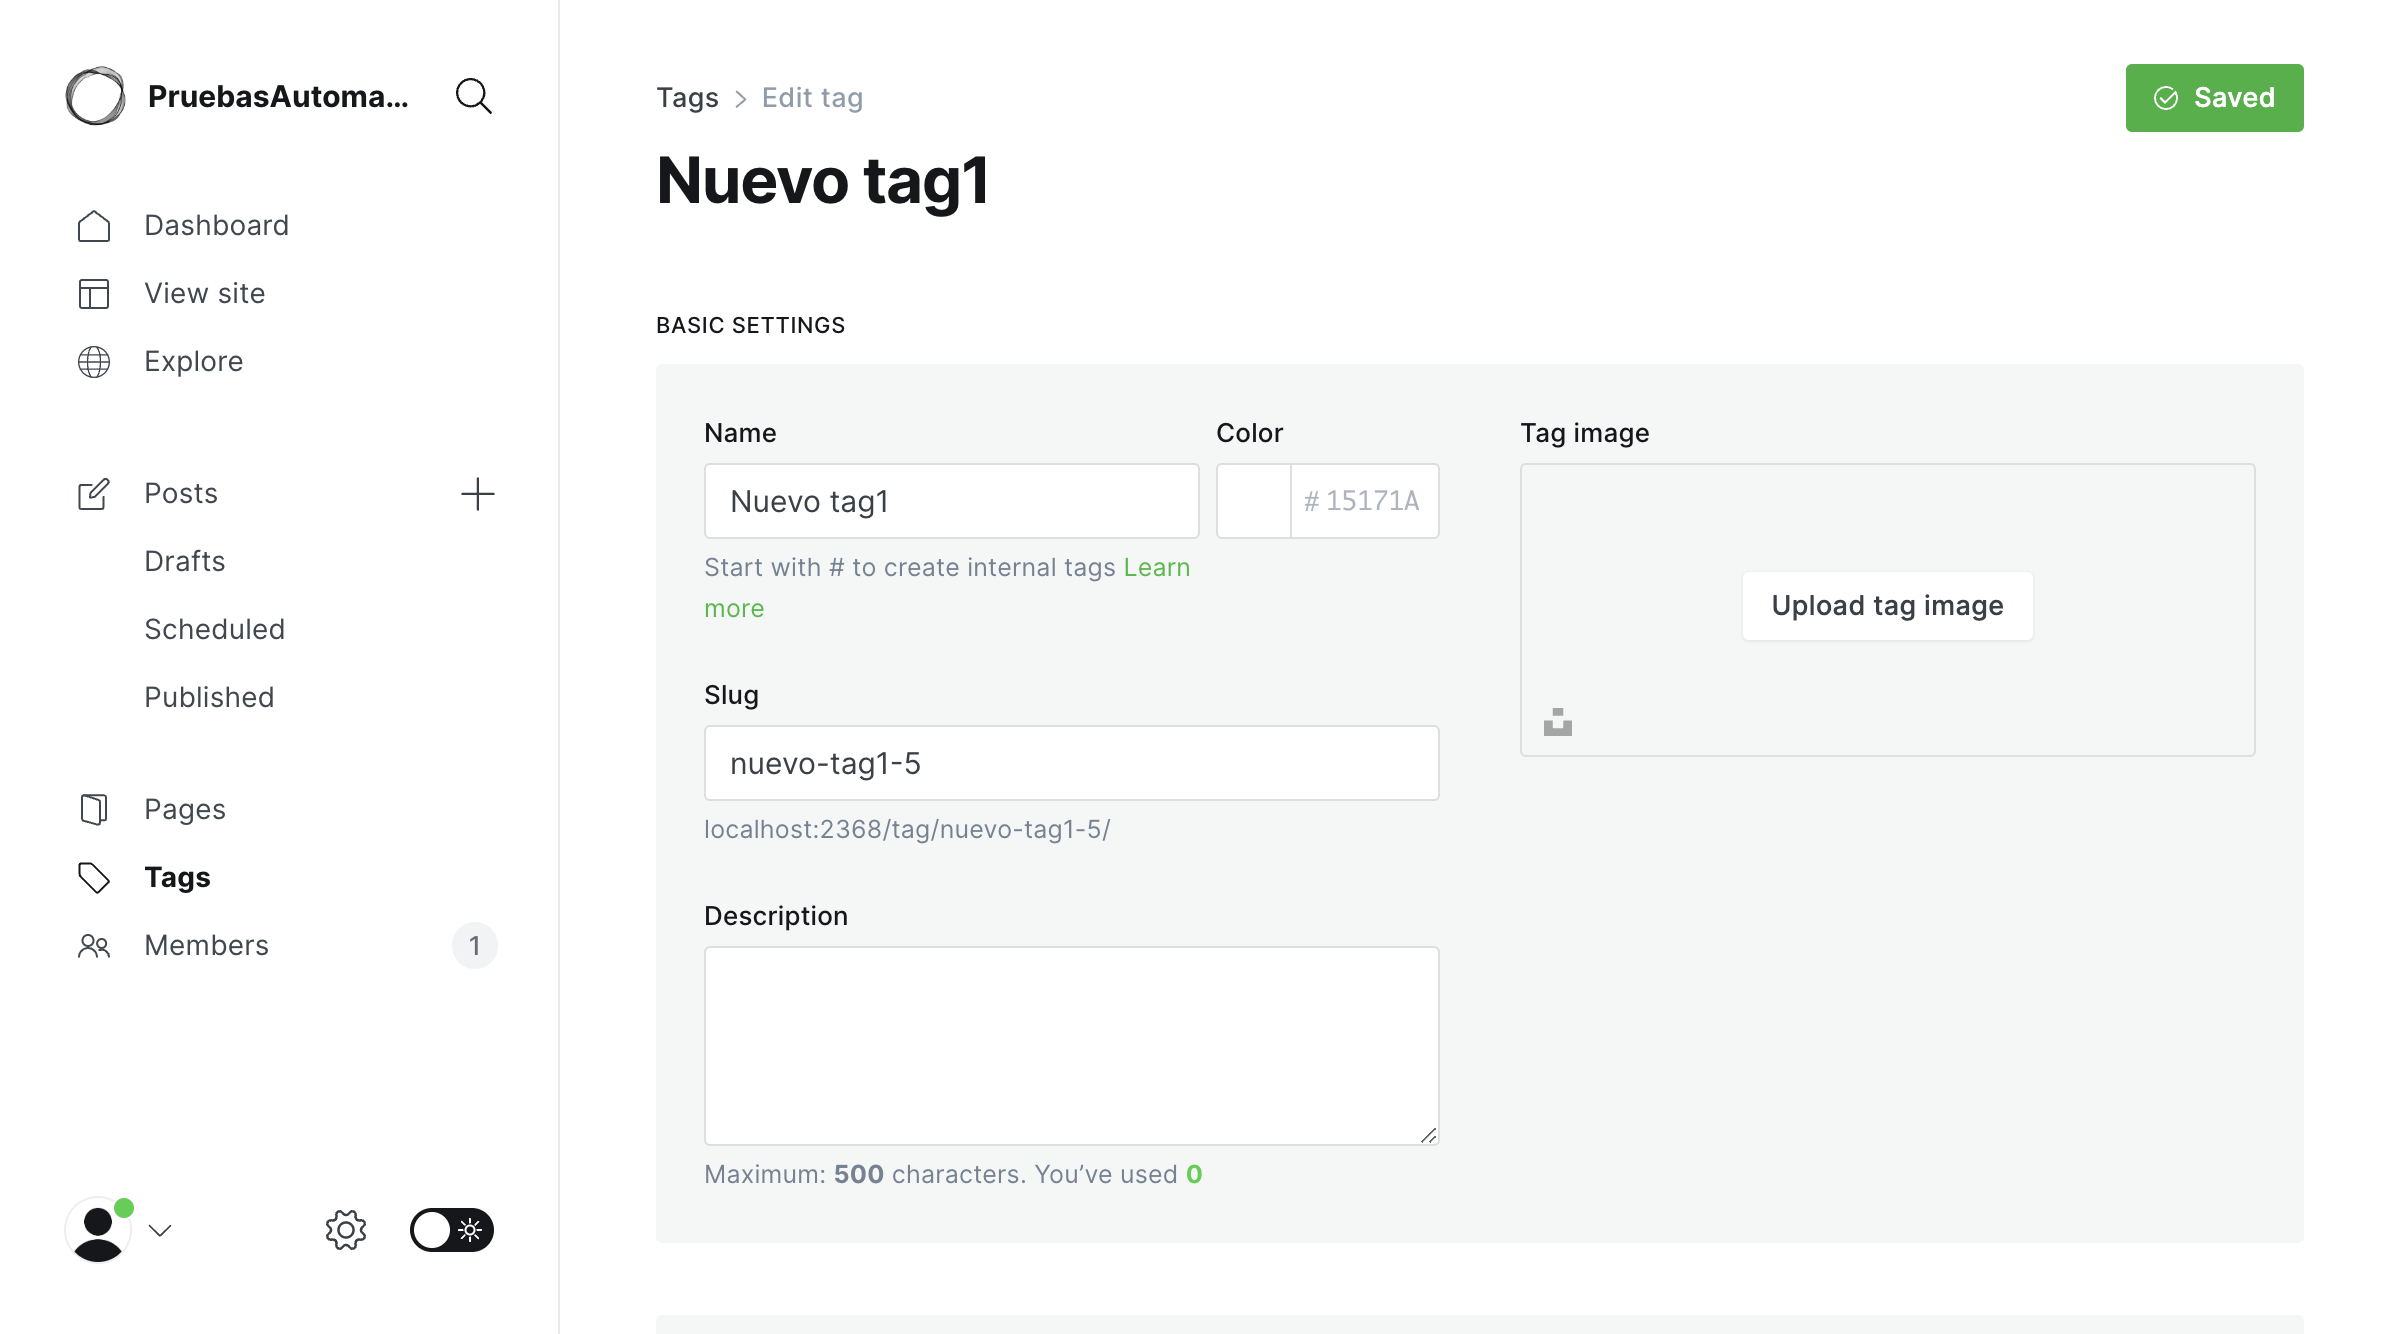 PruebasAutoma...
Dashboard
View site
Explore
Posts
Drafts
Scheduled
Published
Pages
Tags
Members
1
Tags > Edit tag
Saved
Nuevo tag1
BASIC SETTINGS
Name
Nuevo tag1
Start with # to create internal tags Learn
more
Color
# 15171A
Slug
nuevo-tag1-5
localhost:2368/tag/nuevo-tag1-5/
Description
Maximum: 500 characters. You’ve used 0
Tag image
Upload tag image